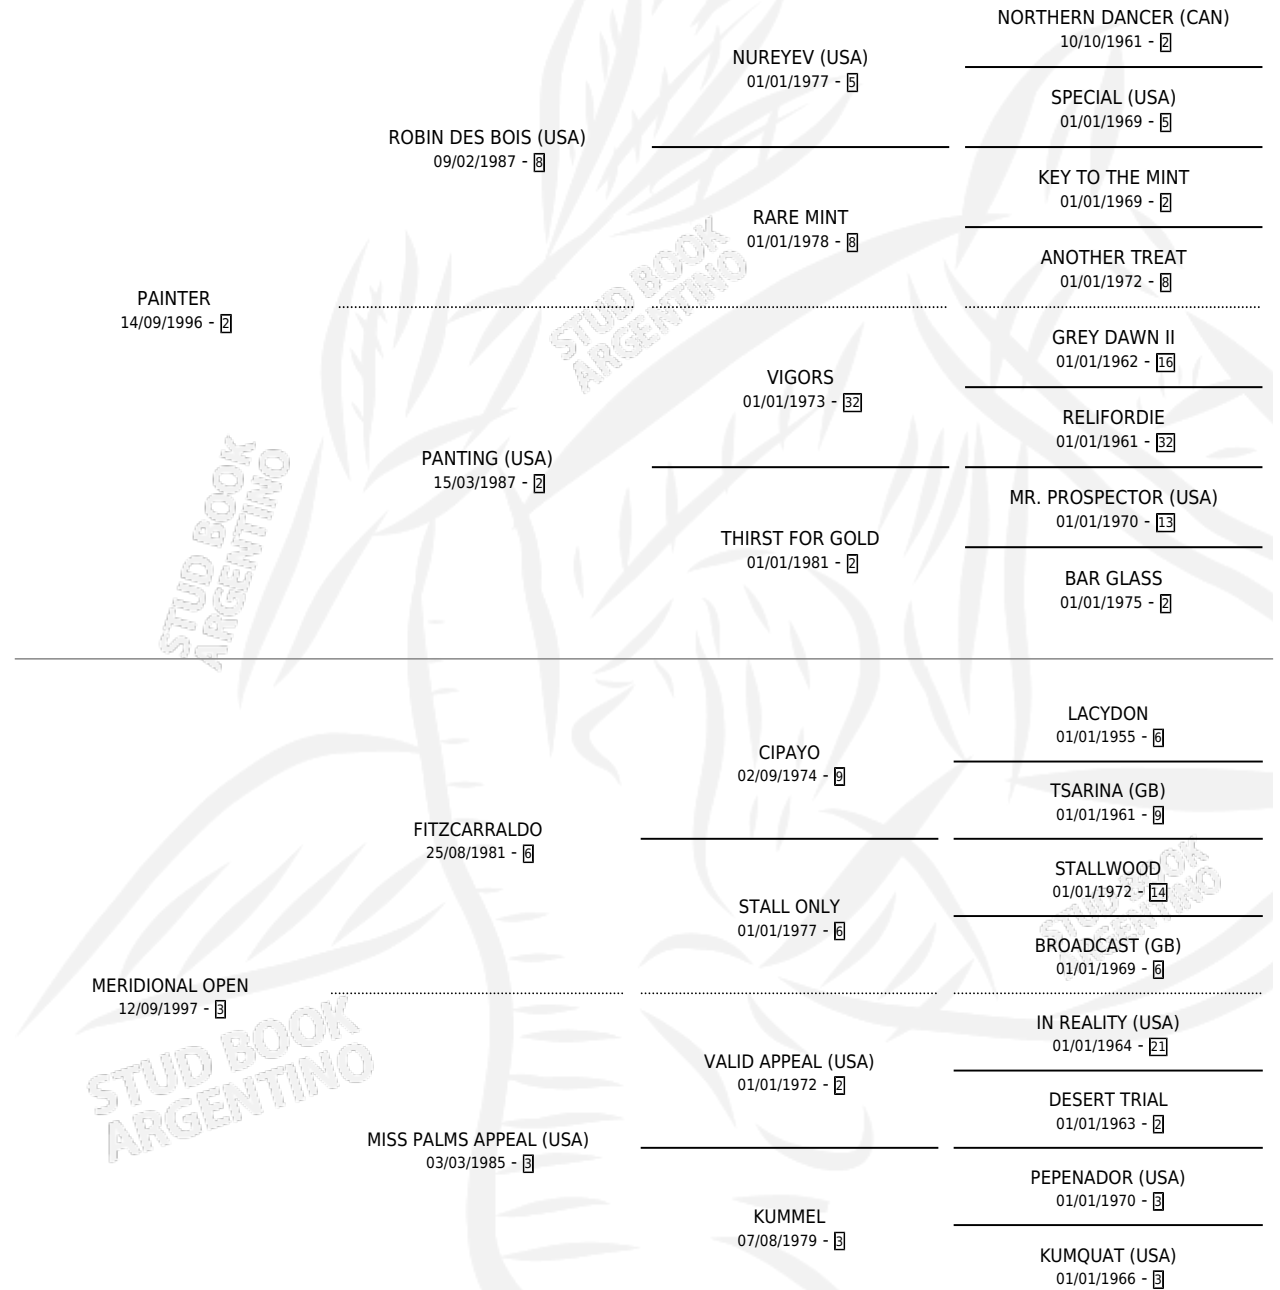 NORTHERN DANCER (CAN)
10/10/1961 - 2
NUREYEV (USA)
01/01/1977 - 5
SPECIAL (USA)
01/01/1969 - 5
ROBIN DES BOIS (USA)
09/02/1987 - 8
KEY TO THE MINT
01/01/1969 - 2
RARE MINT
01/01/1978 - 8
ANOTHER TREAT
01/01/1972 - 8
PAINTER
14/09/1996 - 2
GREY DAWN II
01/01/1962 - 16
VIGORS
01/01/1973 - 32
RELIFORDIE
01/01/1961 - 32
PANTING (USA)
15/03/1987 - 2
MR. PROSPECTOR (USA)
01/01/1970 - 13
THIRST FOR GOLD
01/01/1981 - 2
BAR GLASS
01/01/1975 - 2
LACYDON
01/01/1955 - 6
CIPAYO
02/09/1974 - 9
TSARINA (GB)
01/01/1961 - 9
FITZCARRALDO
25/08/1981 - 6
STALLWOOD
01/01/1972 - 14
STALL ONLY
01/01/1977 - 6
BROADCAST (GB)
01/01/1969 - 6
MERIDIONAL OPEN
12/09/1997 - 3
IN REALITY (USA)
01/01/1964 - 21
VALID APPEAL (USA)
01/01/1972 - 2
DESERT TRIAL
01/01/1963 - 2
MISS PALMS APPEAL (USA)
03/03/1985 - 3
PEPENADOR (USA)
01/01/1970 - 3
KUMMEL
07/08/1979 - 3
KUMQUAT (USA)
01/01/1966 - 3
STUD BOOK
ARGENTINO
STUD BOOK
ARGENTINO
STUD BOOK
ARGENTINO
STUD BOOK
ARGENTINO